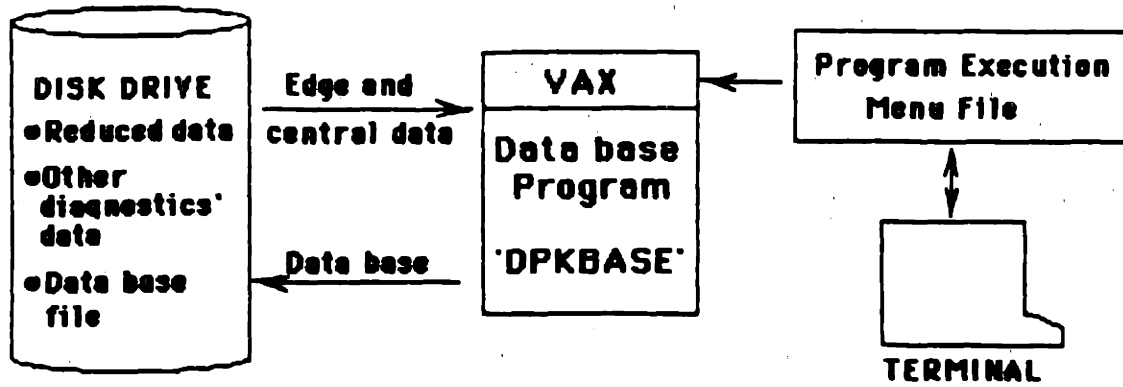 DISK DRIVE
●Reduced data
●Other
diagnostics'
data
●Data base
file
Edge and
central data
Data base
VAX
Data base
Program
'DPKBASE'
Program Execution
Menu File
TERMINAL